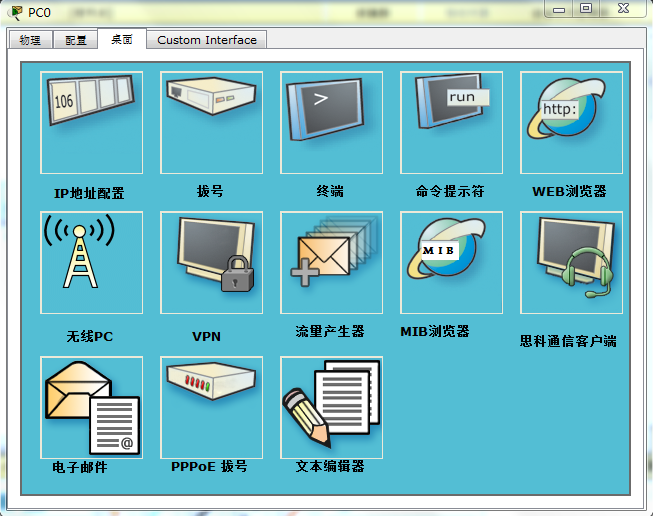 PC0
物理 配置 桌面 Custom Interface
106 > run http:
IP地址配置 拨号 终端 命令提示符 WEB浏览器
MIB
无线PC VPN 流量产生器 MIB浏览器 思科通信客户端
@
电子邮件 PPPoE 拨号 文本编辑器